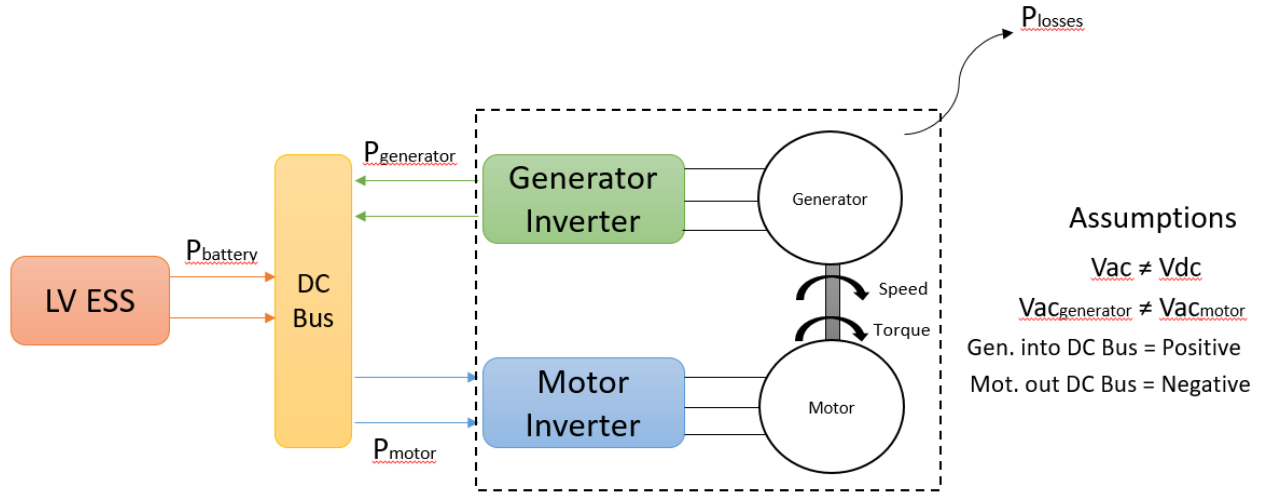 Plosses
Pgenerator
Generator
Inverter
Generator
Assumptions
Pbattery
Vac ≠ Vdc
LV ESS
DC
Bus
Speed
Vacgenerator ≠ Vacmotor
Torque
Gen. into DC Bus = Positive
Motor
Inverter
Motor
Mot. out DC Bus = Negative
Pmotor